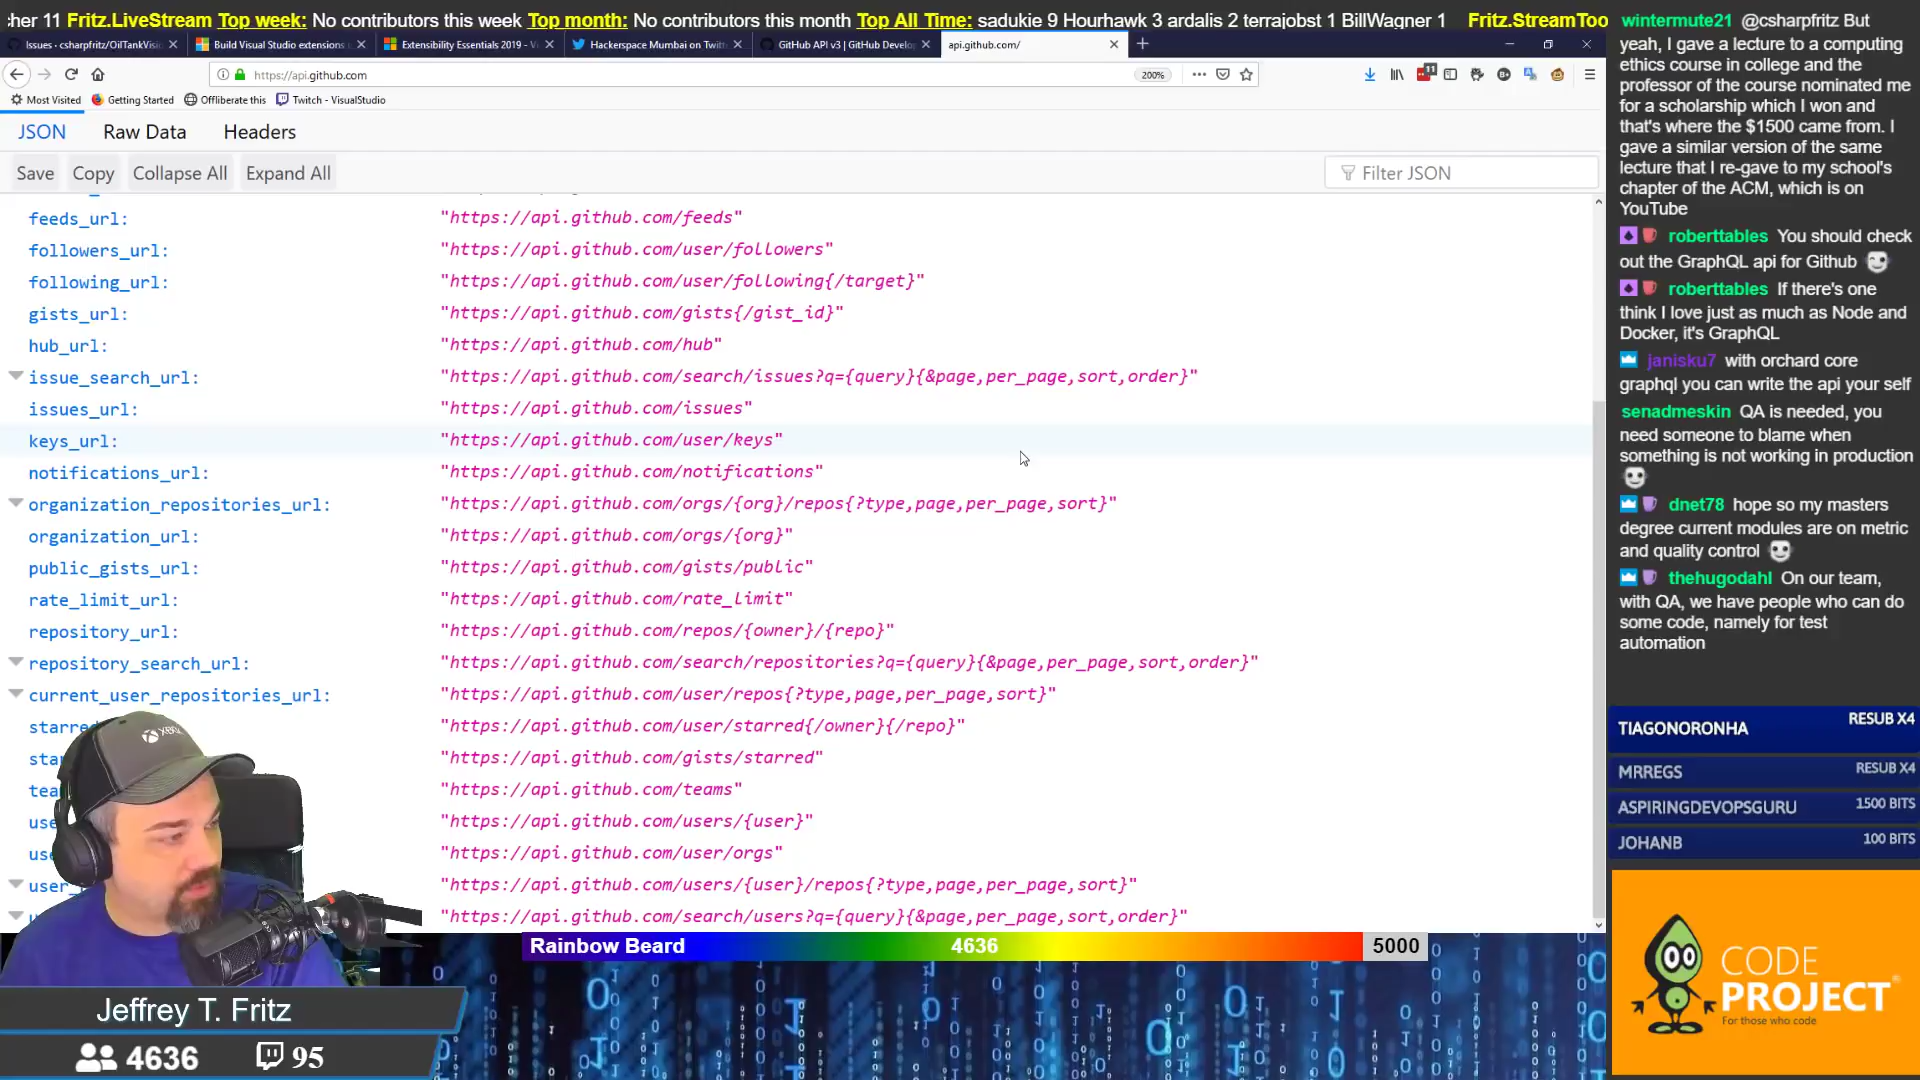 cher 11 Fritz.LiveStream Top week: No contributors this week Top month: No contributors this month Top All Time: sadukie 9 Hourhawk 3 ardalis 2 terrajobst 1 BillWagner 1 Fritz.StreamToo
Issues · csharpfritz/OilTankVisi
Build Visual Studio extensions
Extensibility Essentials 2019 - Vi
Hackerspace Mumbai on Twitt
GitHub API v3 | GitHub Develop
api.github.com/
https://api.github.com
200%
11
Most Visited
Getting Started
Offliberate this
Twitch - VisualStudio
JSON
Raw Data
Headers
Save
Copy
Collapse All
Expand All
Filter JSON
feeds_url: "https://api.github.com/feeds"
followers_url: "https://api.github.com/user/followers"
following_url: "https://api.github.com/user/following{/target}"
gists_url: "https://api.github.com/gists{/gist_id}"
hub_url: "https://api.github.com/hub"
issue_search_url: "https://api.github.com/search/issues?q={query}{&page,per_page,sort,order}"
issues_url: "https://api.github.com/issues"
keys_url: "https://api.github.com/user/keys"
notifications_url: "https://api.github.com/notifications"
organization_repositories_url: "https://api.github.com/orgs/{org}/repos{?type,page,per_page,sort}"
organization_url: "https://api.github.com/orgs/{org}"
public_gists_url: "https://api.github.com/gists/public"
rate_limit_url: "https://api.github.com/rate_limit"
repository_url: "https://api.github.com/repos/{owner}/{repo}"
repository_search_url: "https://api.github.com/search/repositories?q={query}{&page,per_page,sort,order}"
current_user_repositories_url: "https://api.github.com/user/repos{?type,page,per_page,sort}"
starred "https://api.github.com/user/starred{/owner}{/repo}"
sta "https://api.github.com/gists/starred"
tea "https://api.github.com/teams"
use "https://api.github.com/users/{user}"
use "https://api.github.com/user/orgs"
user_ "https://api.github.com/users/{user}/repos{?type,page,per_page,sort}"
"https://api.github.com/search/users?q={query}{&page,per_page,sort,order}"
XBOX
Rainbow Beard 4636 5000
Jeffrey T. Fritz
4636 95
wintermute21 @csharpfritz But
yeah, I gave a lecture to a computing
ethics course in college and the
professor of the course nominated me
for a scholarship which I won and
that's where the $1500 came from. I
gave a similar version of the same
lecture that I re-gave to my school's
chapter of the ACM, which is on
YouTube
roberttables You should check
out the GraphQL api for Github
roberttables If there's one
think I love just as much as Node and
Docker, it's GraphQL
janisku7 with orchard core
graphql you can write the api your self
senadmeskin QA is needed, you
need someone to blame when
something is not working in production
dnet78 hope so my masters
degree current modules are on metric
and quality control
thehugodahl On our team,
with QA, we have people who can do
some code, namely for test
automation
TIAGONORONHA RESUB X4
MRREGS RESUB X4
ASPIRINGDEVOPSGURU 1500 BITS
JOHANB 100 BITS
CODE
PROJECT
For those who code